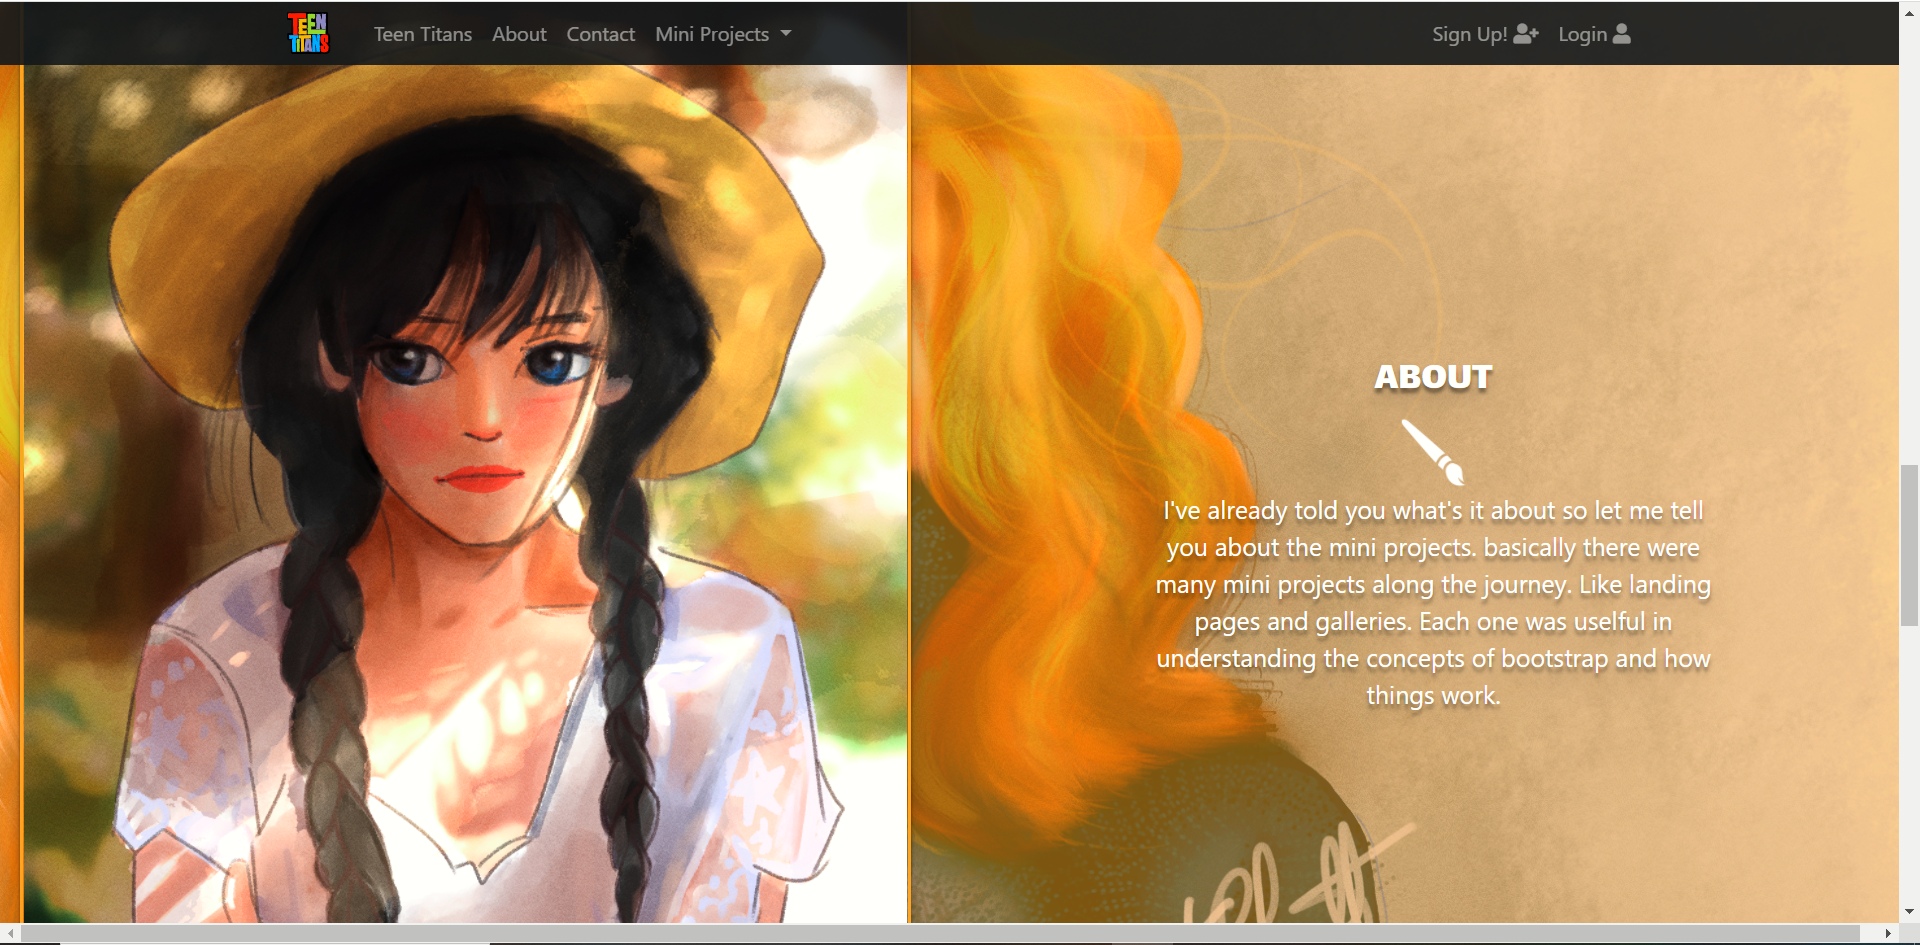 TEEN
TITANS
Teen Titans About Contact Mini Projects Sign Up! Login
ABOUT
I've already told you what's it about so let me tell
you about the mini projects. basically there were
many mini projects along the journey. Like landing
pages and galleries. Each one was uselful in
understanding the concepts of bootstrap and how
things work.